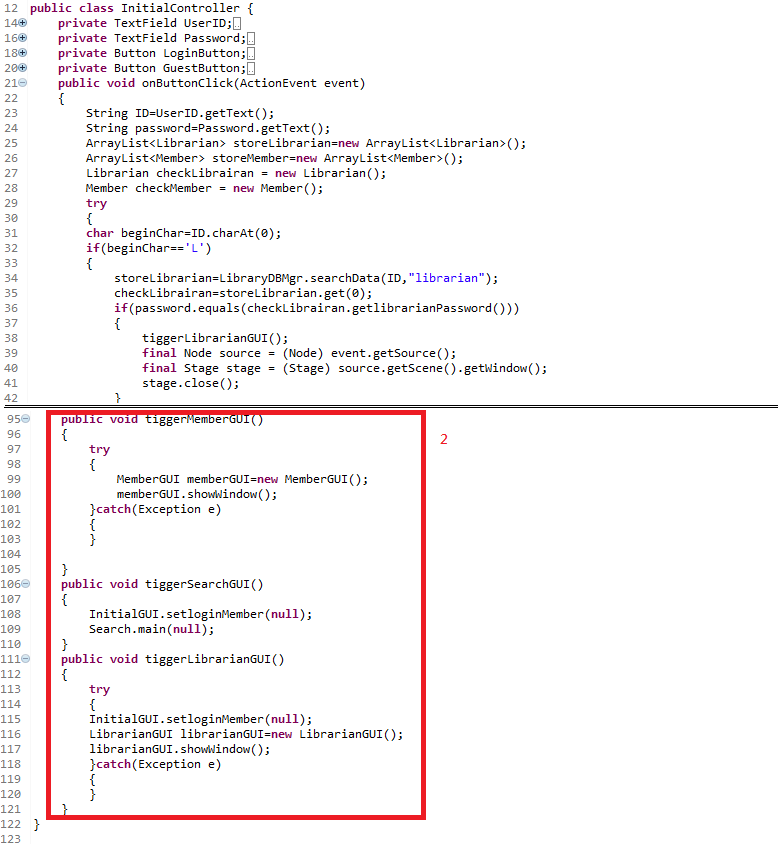 12 public class InitialController {
14 private TextField UserID;
16 private TextField Password;
18 private Button LoginButton;
20 private Button GuestButton;
21 public void onButtonClick(ActionEvent event)
22 {
23 String ID=UserID.getText();
24 String password=Password.getText();
25 ArrayList<Librarian> storeLibrarian=new ArrayList<Librarian>();
26 ArrayList<Member> storeMember=new ArrayList<Member>();
27 Librarian checkLibrairan = new Librarian();
28 Member checkMember = new Member();
29 try
30 {
31 char beginChar=ID.charAt(0);
32 if(beginChar=='L')
33 {
34 storeLibrarian=LibraryDBMgr.searchData(ID,"librarian");
35 checkLibrairan=storeLibrarian.get(0);
36 if(password.equals(checkLibrairan.getlibrarianPassword()))
37 {
38 tiggerLibrarianGUI();
39 final Node source = (Node) event.getSource();
40 final Stage stage = (Stage) source.getScene().getWindow();
41 stage.close();
42 }
95 public void tiggerMemberGUI()
96 {
97 try
98 {
99 MemberGUI memberGUI=new MemberGUI();
100 memberGUI.showWindow();
101 }catch(Exception e)
102 {
103 }
104
105 }
106 public void tiggerSearchGUI()
107 {
108 InitialGUI.setloginMember(null);
109 Search.main(null);
110 }
111 public void tiggerLibrarianGUI()
112 {
113 try
114 {
115 InitialGUI.setloginMember(null);
116 LibrarianGUI librarianGUI=new LibrarianGUI();
117 librarianGUI.showWindow();
118 }catch(Exception e)
119 {
120 }
121 }
122 }
123
2